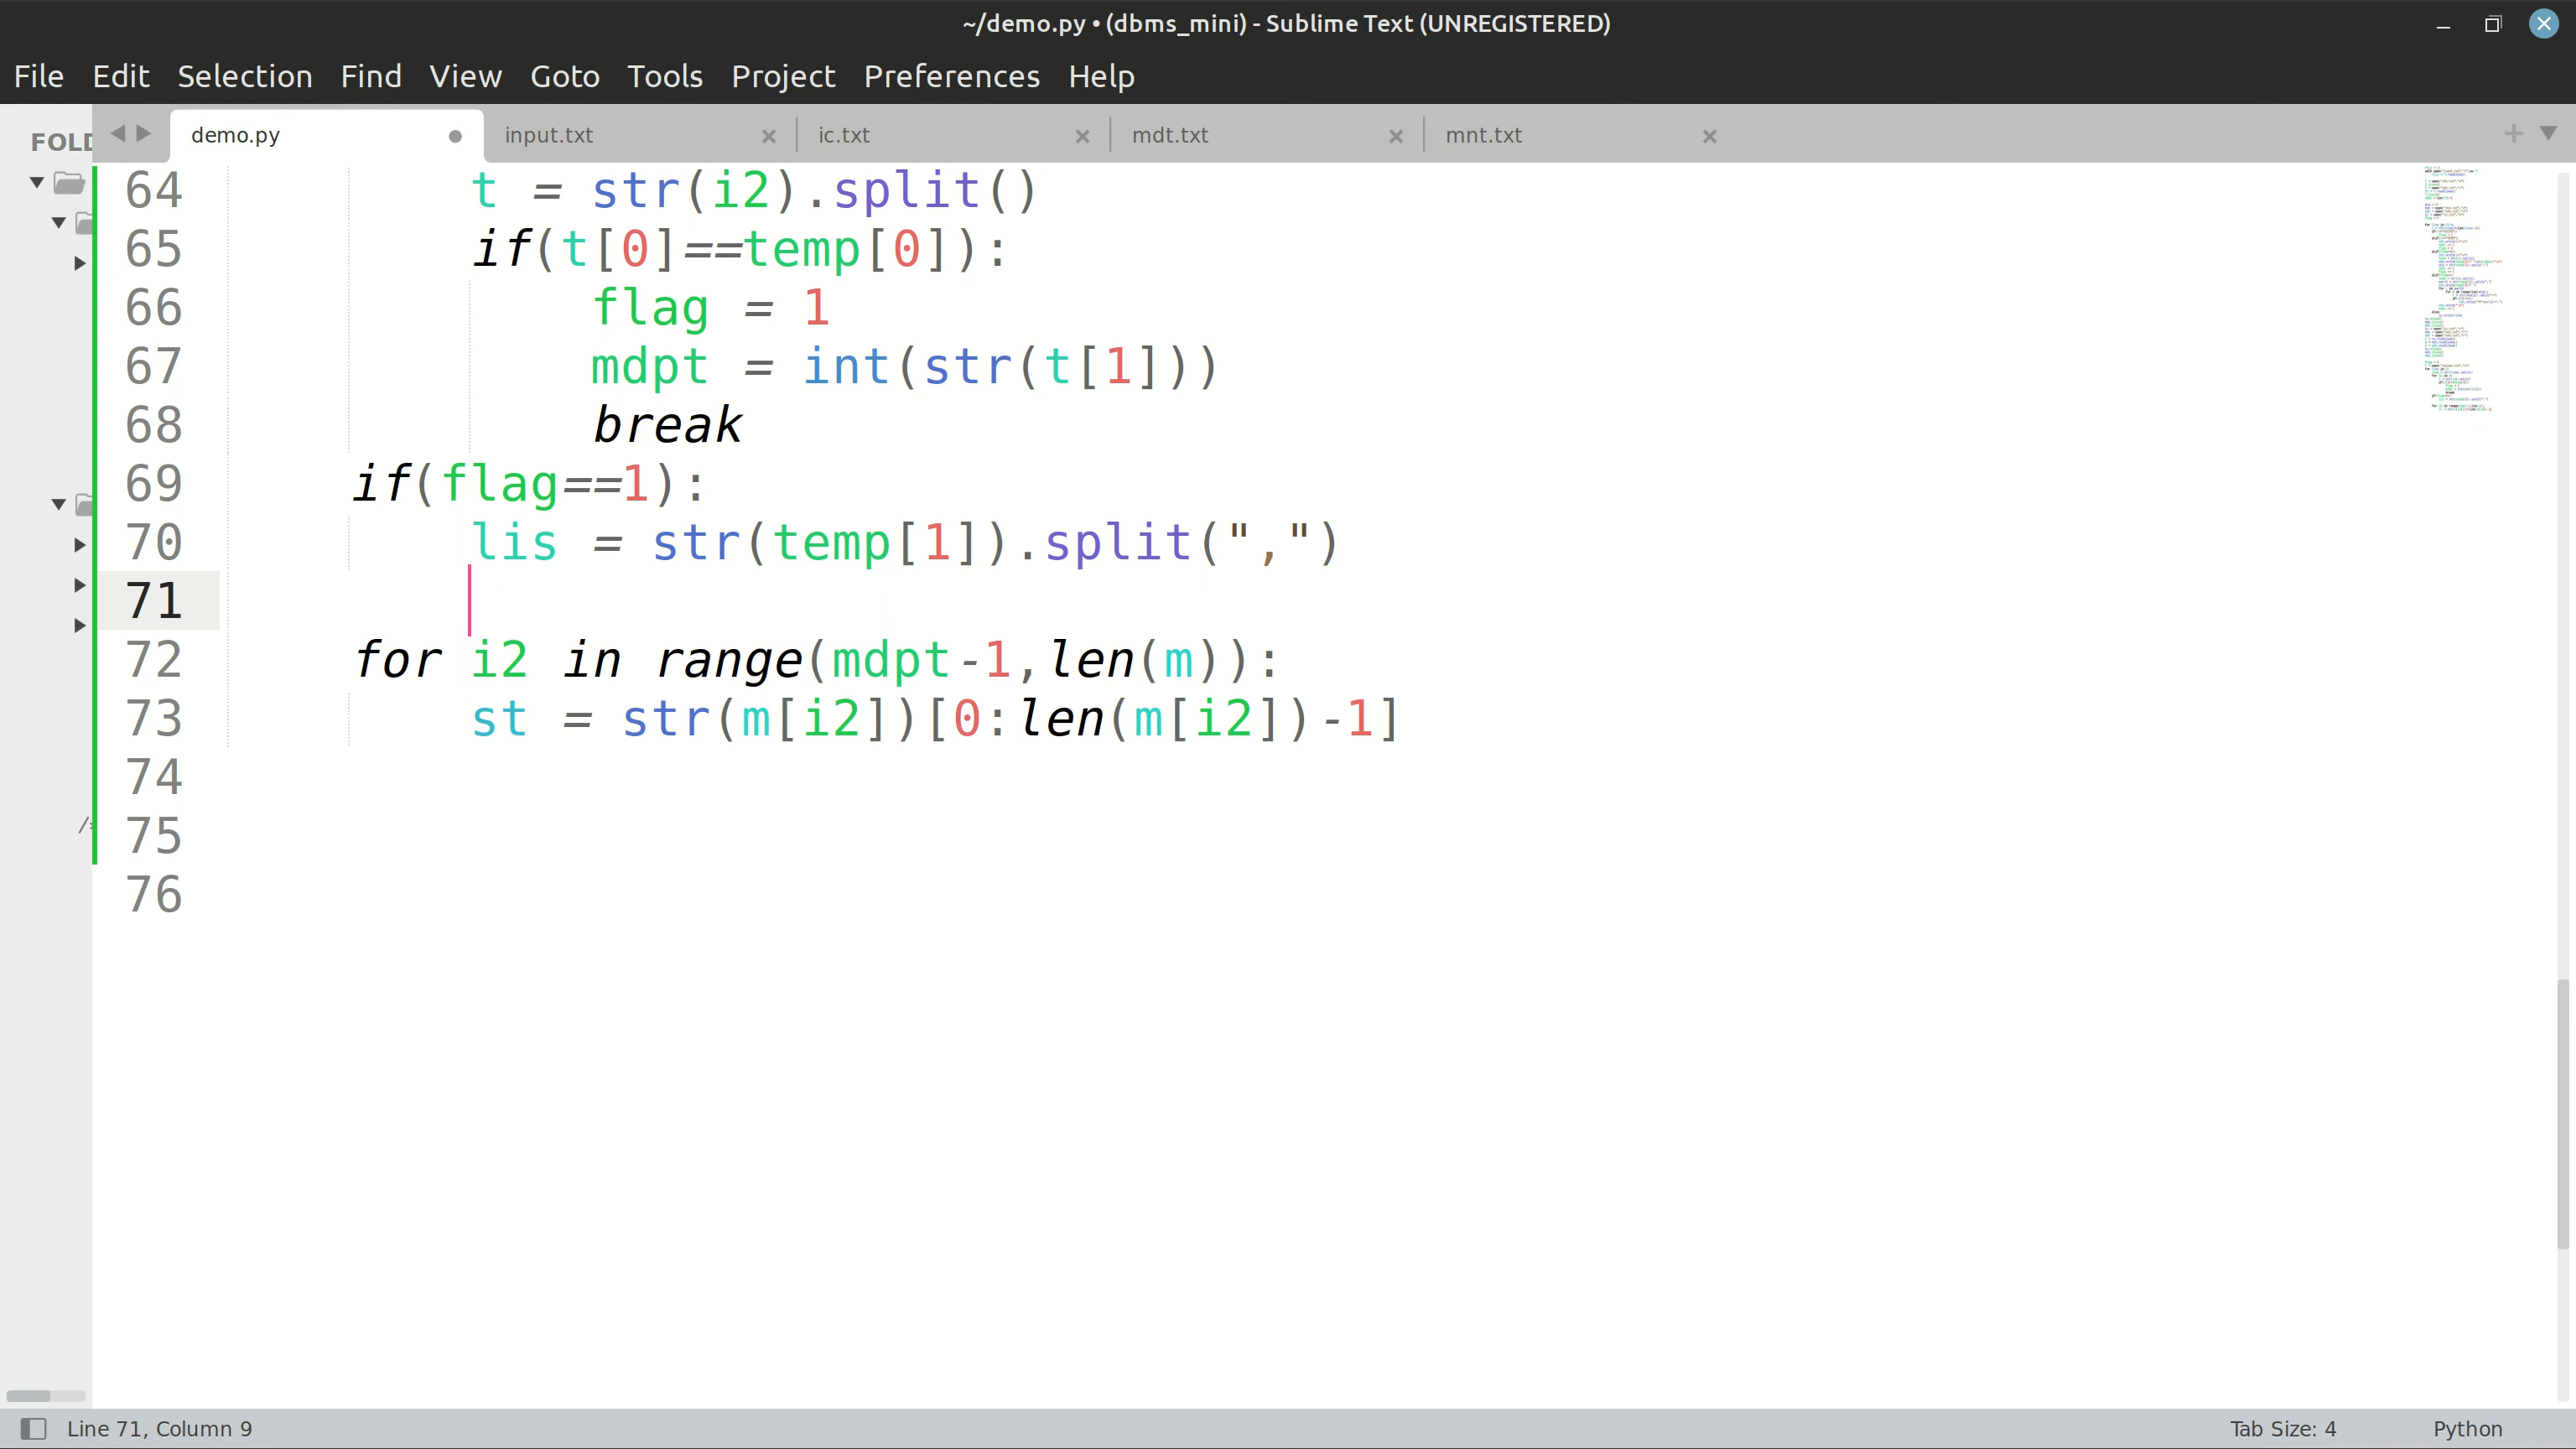 ~/demo.py • (dbms_mini) - Sublime Text (UNREGISTERED)
File Edit Selection Find View Goto Tools Project Preferences Help
FOLD
demo.py input.txt ic.txt mdt.txt mnt.txt
64 t = str(i2).split()
65 if(t[0]==temp[0]):
66 flag = 1
67 mdpt = int(str(t[1]))
68 break
69 if(flag==1):
70 lis = str(temp[1]).split(",")
71
72 for i2 in range(mdpt-1,len(m)):
73 st = str(m[i2])[0:len(m[i2])-1]
74
75
76
Line 71, Column 9 Tab Size: 4 Python